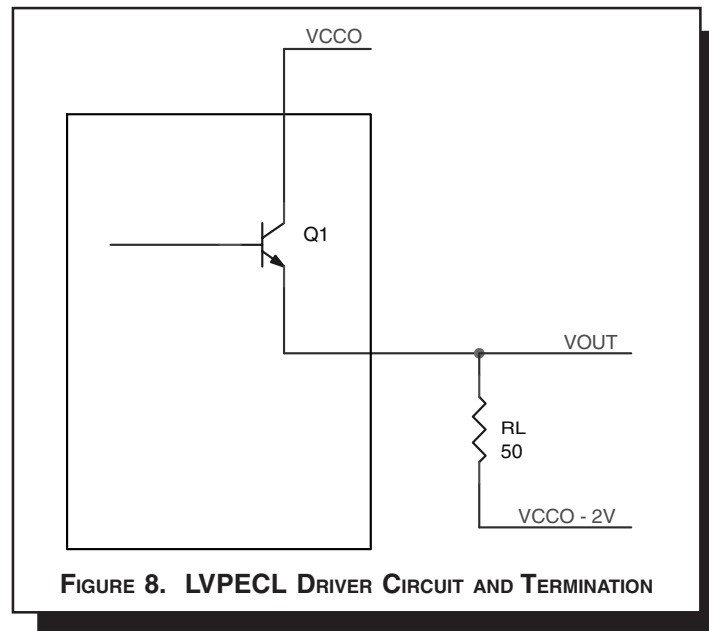 VCCO
Q1
VOUT
RL
50
VCCO - 2V
FIGURE 8. LVPECL DRIVER CIRCUIT AND TERMINATION